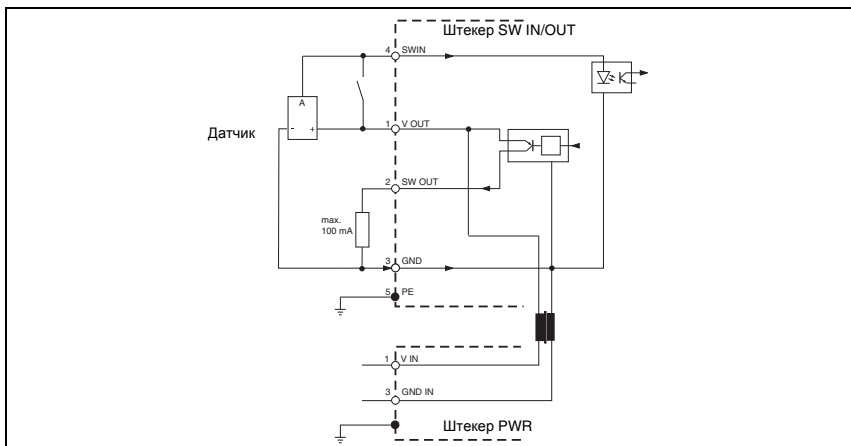 Штекер SW IN/OUT
4 SWIN
A
Датчик
- +
1 V OUT
2 SW OUT
max.
100 mA
3 GND
5 PE
1 V IN
3 GND IN
Штекер PWR